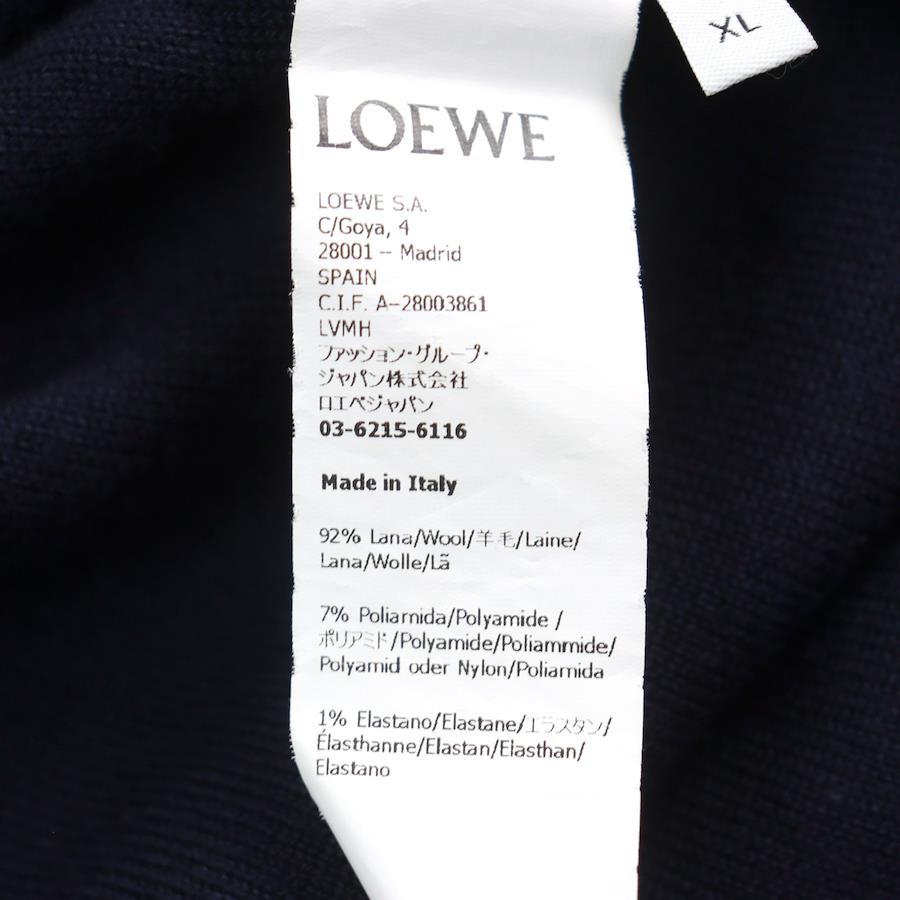 XL
LOEWE
LOEWE S.A.
C/Goya, 4
28001 – Madrid
SPAIN
C.I.F. A-28003861
LVMH
ファッション・グループ・
ジャパン株式会社
ロエベジャパン
03-6215-6116
Made in Italy
92% Lana/Wool/羊毛/Laine/
Lana/Wolle/Lã
7% Poliamida/Polyamide /
ポリアミド/Polyamide/Poliammide/
Polyamid oder Nylon/Poliamida
1% Elastano/Elastane/エラスタン/
Élasthanne/Elastan/Elasthan/
Elastano